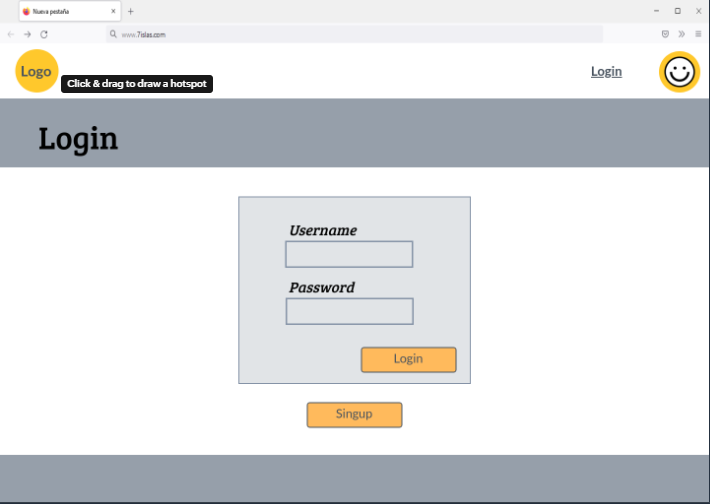 Nueva pestaña
www.7islas.com
Logo
Click & drag to draw a hotspot
Login
Login
Username
Password
Login
Singup